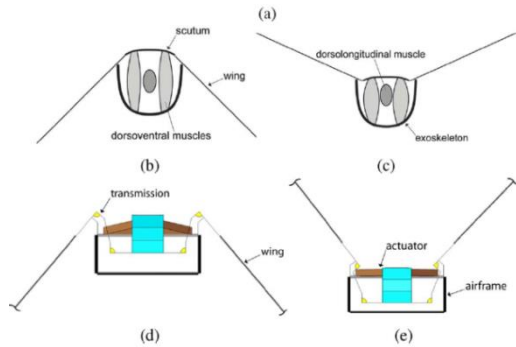 (a)
scutum
dorsolongitudinal muscle
wing
dorsoventral muscles
exoskeleton
(b)
(c)
transmission
actuator
wing
airframe
(d)
(e)